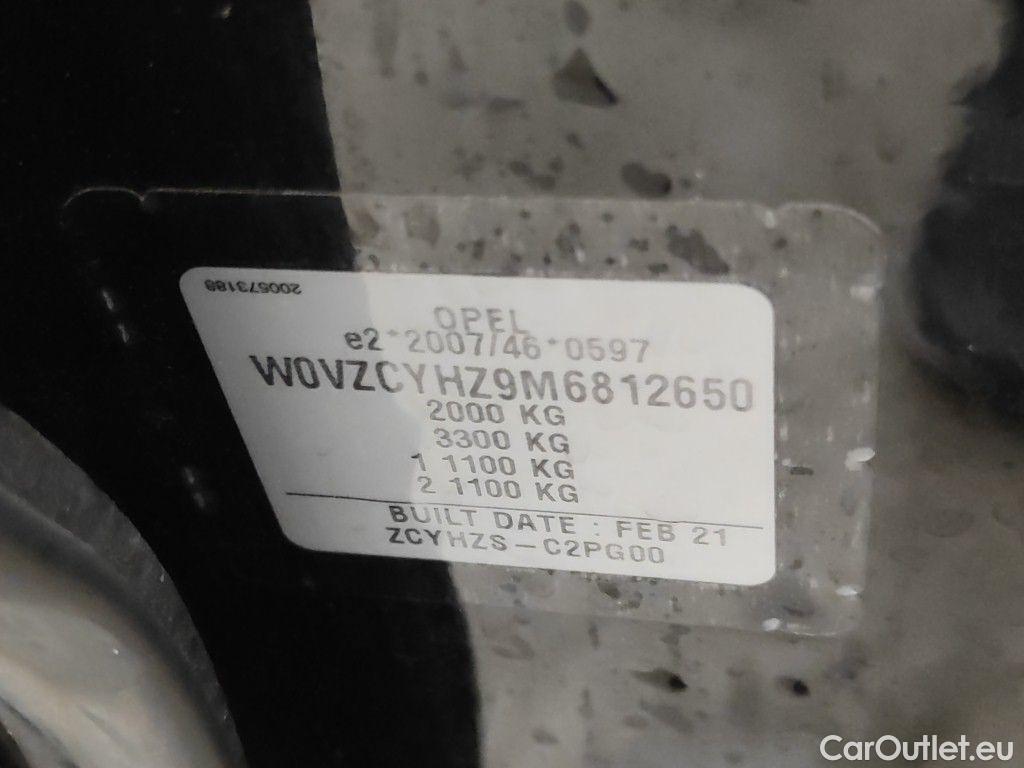 200573189
OPEL
e2*2007/46*0597
W0VZCYHZ9M6812650
2000 KG
3300 KG
1 1100 KG
2 1100 KG
BUILT DATE : FEB 21
ZCYHZS-C2PG00
CarOutlet.eu